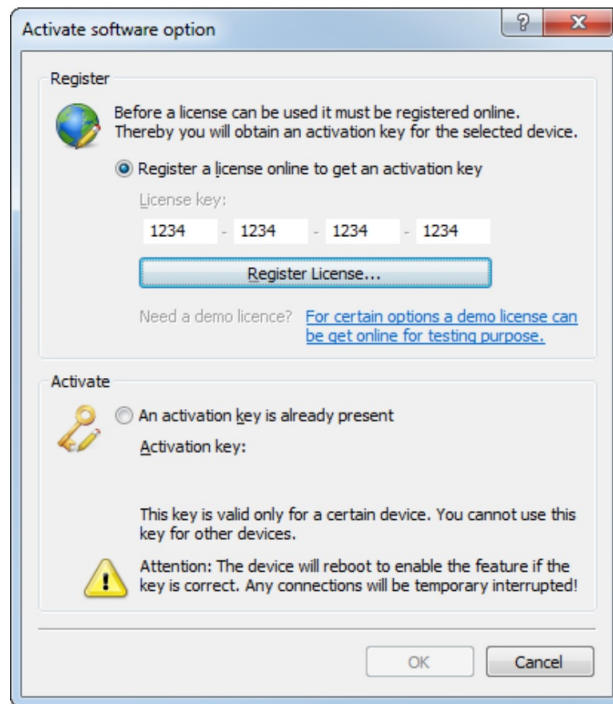 Activate software option
Register
Before a license can be used it must be registered online.
Thereby you will obtain an activation key for the selected device.
Register a license online to get an activation key
License key:
1234 - 1234 - 1234 - 1234
Register License...
Need a demo licence? For certain options a demo license can
be get online for testing purpose.
Activate
An activation key is already present
Activation key:
This key is valid only for a certain device. You cannot use this
key for other devices.
Attention: The device will reboot to enable the feature if the
key is correct. Any connections will be temporary interrupted!
OK Cancel